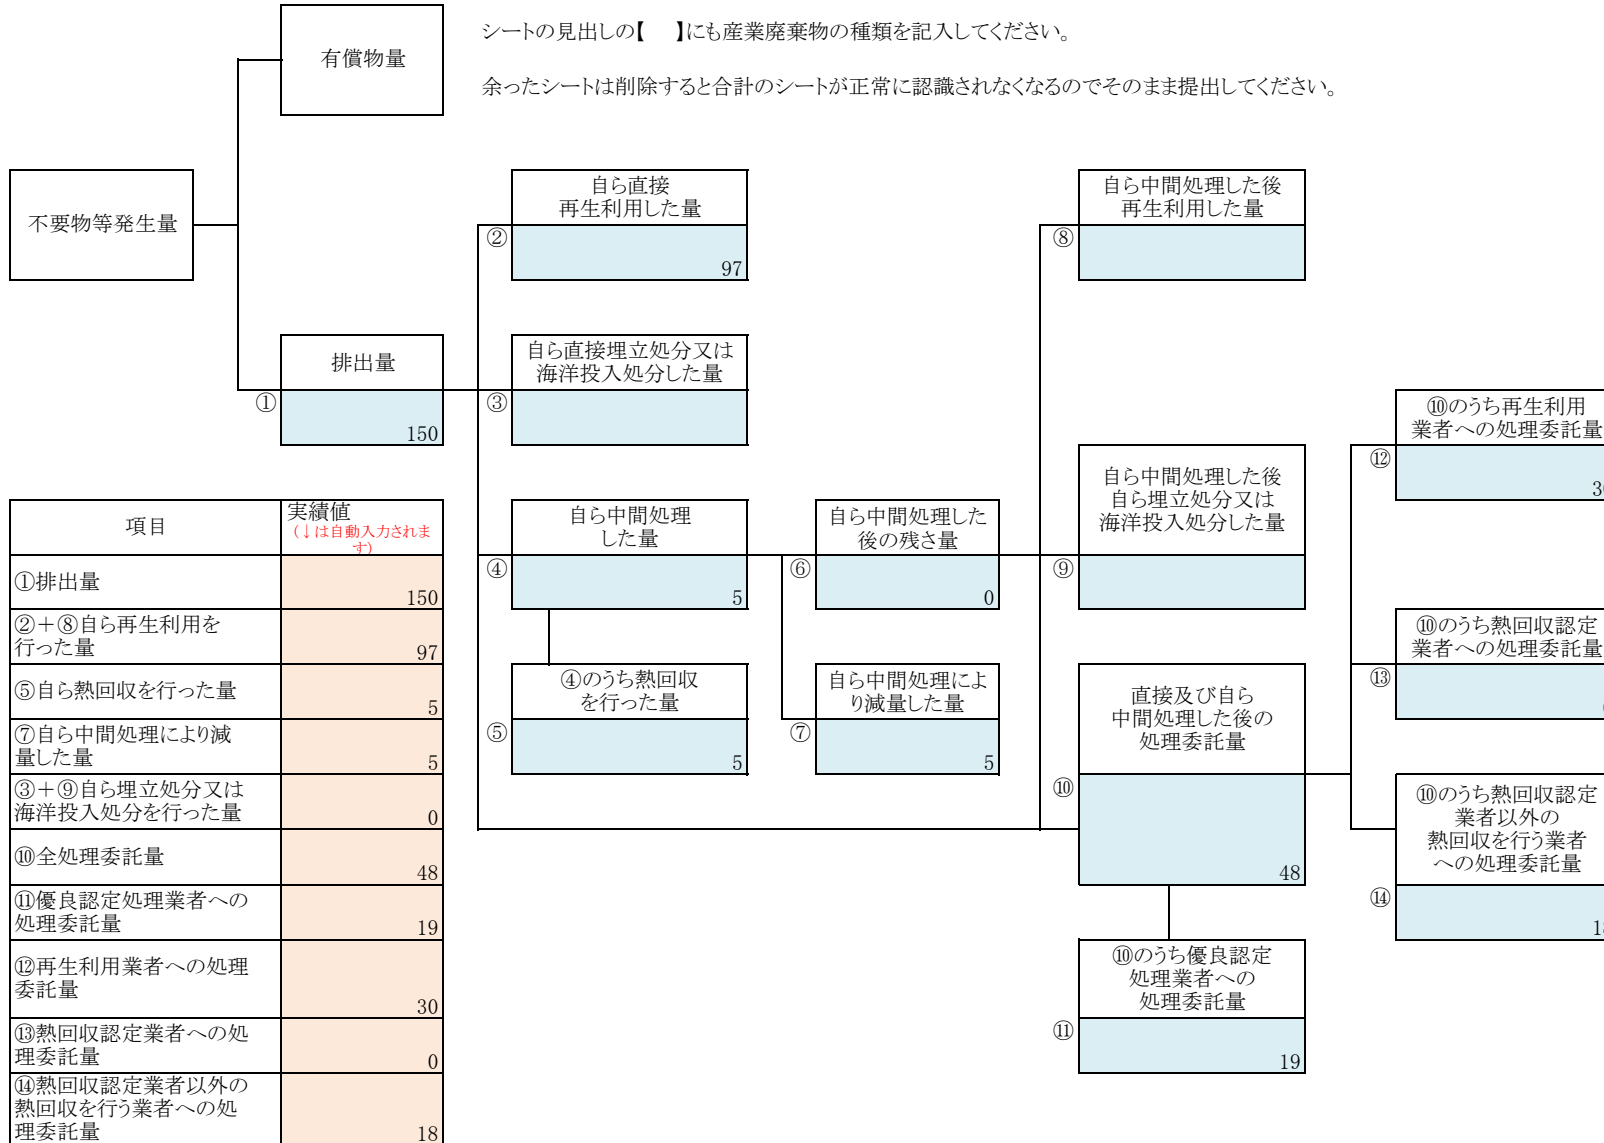 シートの見出しの【　】にも産業廃棄物の種類を記入してください。
余ったシートは削除すると合計のシートが正常に認識されなくなるのでそのまま提出してください。
有償物量
不要物等発生量
排出量
①
150
自ら直接
再生利用した量
②
97
自ら直接埋立処分又は
海洋投入処分した量
③
自ら中間処理
した量
④
5
④のうち熱回収
を行った量
⑤
5
自ら中間処理した
後の残さ量
⑥
0
自ら中間処理によ
り減量した量
⑦
5
自ら中間処理した後
再生利用した量
⑧
自ら中間処理した後
自ら埋立処分又は
海洋投入処分した量
⑨
直接及び自ら
中間処理した後の
処理委託量
⑩
48
⑩のうち優良認定
処理業者への
処理委託量
⑪
19
⑩のうち再生利用
業者への処理委託量
⑫
⑩のうち熱回収認定
業者への処理委託量
⑬
⑩のうち熱回収認定
業者以外の
熱回収を行う業者
への処理委託量
⑭
項目
実績値
（↓は自動入力されま
す）
①排出量
150
②＋⑧自ら再生利用を
行った量
97
⑤自ら熱回収を行った量
5
⑦自ら中間処理により減
量した量
5
③＋⑨自ら埋立処分又は
海洋投入処分を行った量
0
⑩全処理委託量
48
⑪優良認定処理業者への
処理委託量
19
⑫再生利用業者への処理
委託量
30
⑬熱回収認定業者への処
理委託量
0
⑭熱回収認定業者以外の
熱回収を行う業者への処
理委託量
18